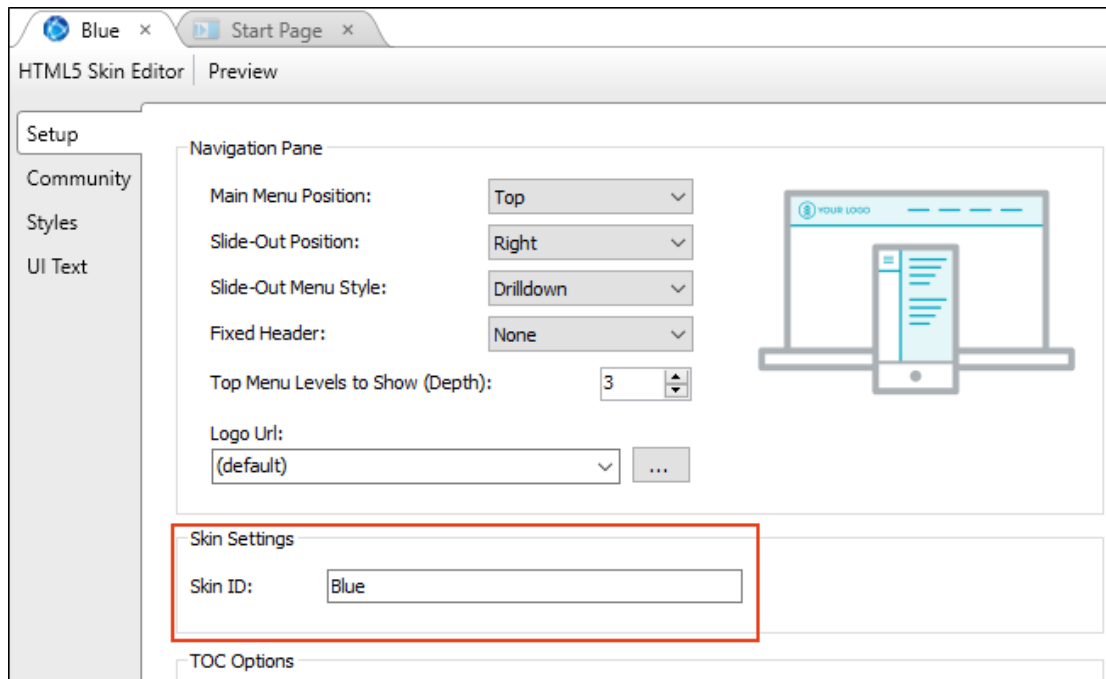 Blue × Start Page ×
HTML5 Skin Editor Preview
Setup
Community
Styles
UI Text
Navigation Pane
Main Menu Position: Top
Slide-Out Position: Right
Slide-Out Menu Style: Drilldown
Fixed Header: None
Top Menu Levels to Show (Depth): 3
Logo Url:
(default) ...
YOUR LOGO
Skin Settings
Skin ID: Blue
TOC Options